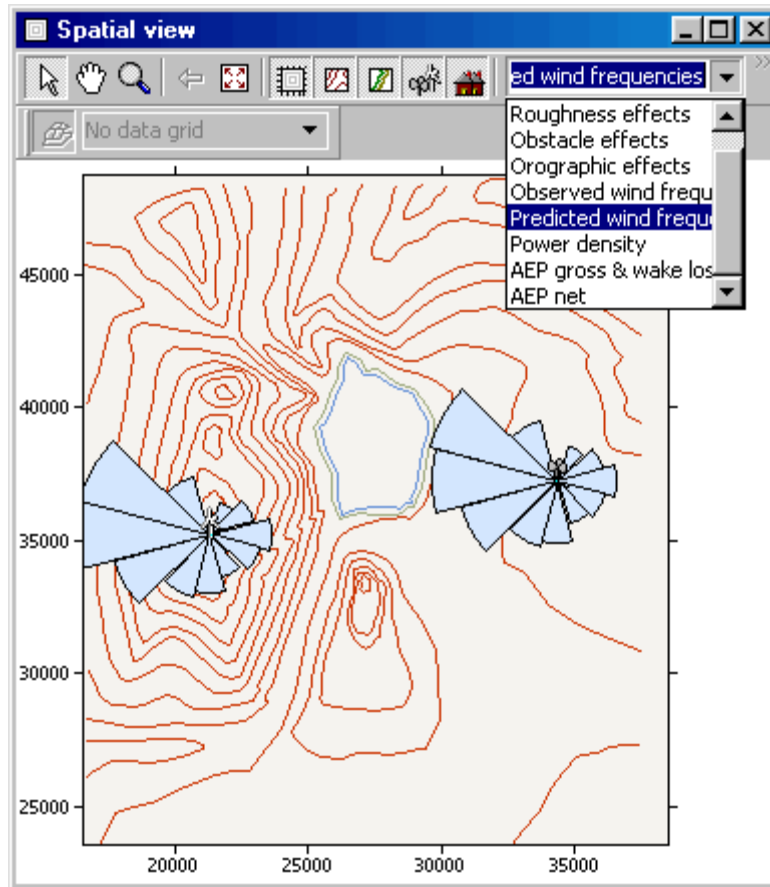 Spatial view
ed wind frequencies
No data grid
Roughness effects
Obstacle effects
Orographic effects
Observed wind frequ
Predicted wind freque
Power density
AEP gross & wake los
AEP net
45000
40000
35000
30000
25000
20000 25000 30000 35000